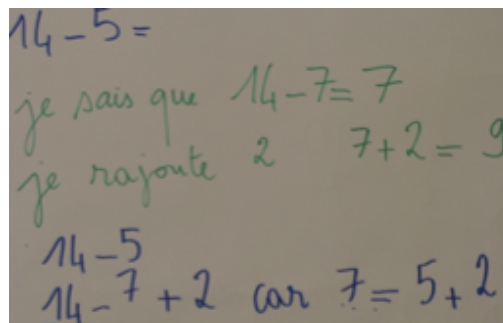 14-5=
je sais que 14-7=7
je rajoute 2 7+2=9
14-5
14-7+2 car 7=5+2